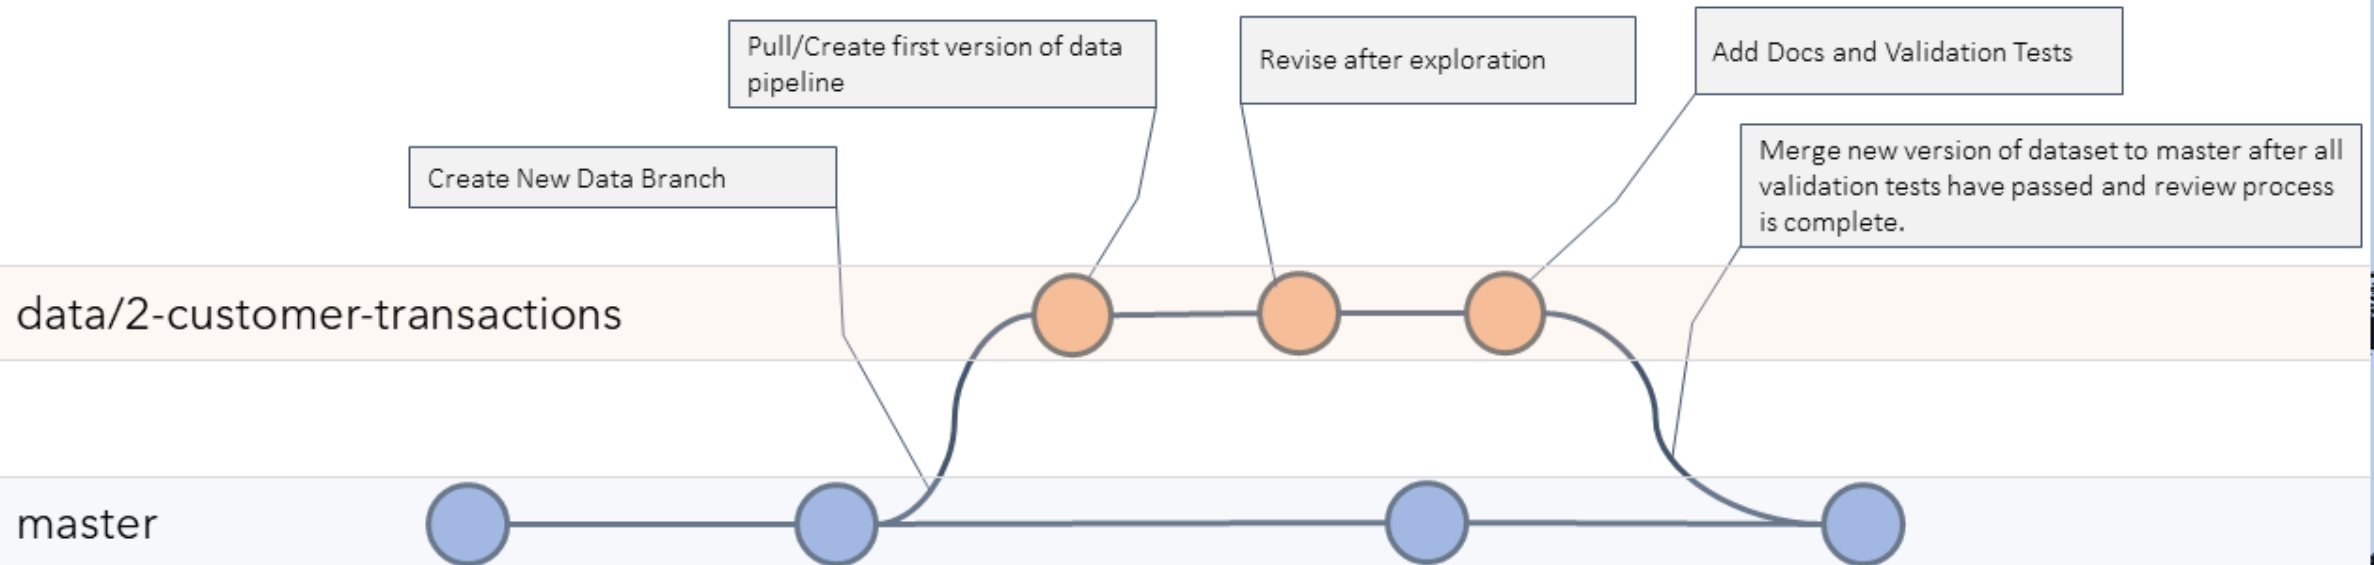 Pull/Create first version of data
pipeline
Revise after exploration
Add Docs and Validation Tests
Create New Data Branch
Merge new version of dataset to master after all
validation tests have passed and review process
is complete.
data/2-customer-transactions
master